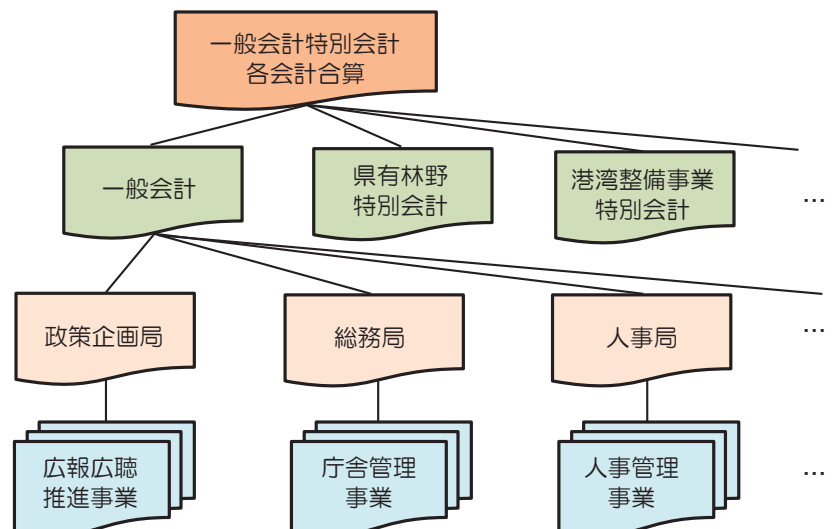 一般会計特別会計
各会計合算
一般会計
県有林野
特別会計
港湾整備事業
特別会計
…
政策企画局
総務局
人事局
…
広報広聴
推進事業
庁舎管理
事業
人事管理
事業
…